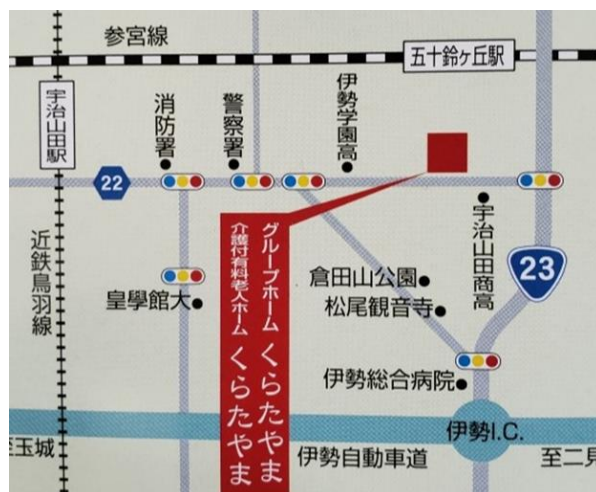 参宮線
五十鈴ヶ丘駅
宇治山田駅
消防署
警察署
伊勢学園高
22
近鉄鳥羽線
宇治山田商高
23
皇學館大
倉田山公園
松尾観音寺
グループホーム くらたやま
介護付有料老人ホーム くらたやま
伊勢総合病院
伊勢I.C.
至玉城
伊勢自動車道
至二見